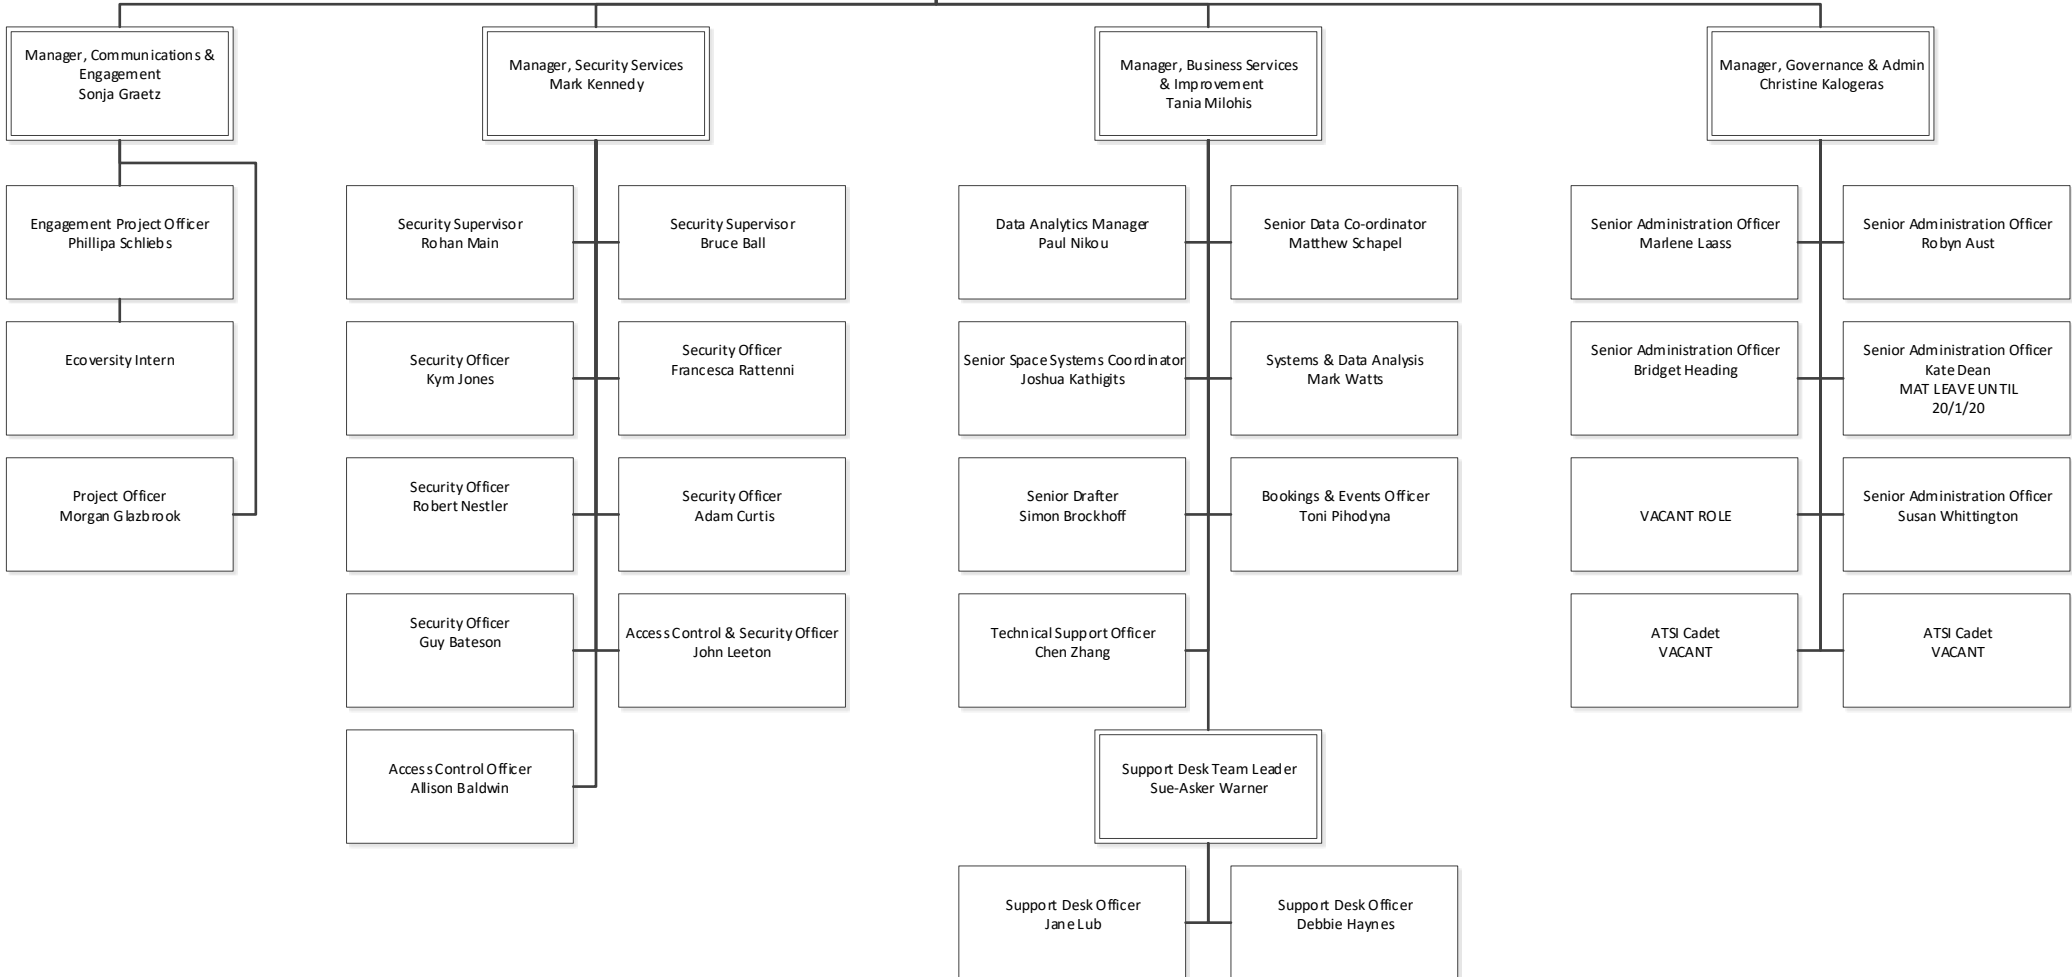 Manager, Communications &
Engagement
Sonja Graetz
Manager, Security Services
Mark Kennedy
Manager, Business Services
& Improvement
Tania Milohis
Manager, Governance & Admin
Christine Kalogeras
Engagement Project Officer
Phillipa Schliebs
Security Supervisor
Rohan Main
Security Supervisor
Bruce Ball
Data Analytics Manager
Paul Nikou
Senior Data Co-ordinator
Matthew Schapel
Senior Administration Officer
Marlene Laass
Senior Administration Officer
Robyn Aust
Ecoversity Intern
Security Officer
Kym Jones
Security Officer
Francesca Rattenni
Senior Space Systems Coordinator
Joshua Kathigits
Systems & Data Analysis
Mark Watts
Senior Administration Officer
Bridget Heading
Senior Administration Officer
Kate Dean
MAT LEAVE UNTIL
20/1/20
Project Officer
Morgan Glazbrook
Security Officer
Robert Nestler
Security Officer
Adam Curtis
Senior Drafter
Simon Brockhoff
Bookings & Events Officer
Toni Pihodyna
VACANT ROLE
Senior Administration Officer
Susan Whittington
Security Officer
Guy Bateson
Access Control & Security Officer
John Leeton
Technical Support Officer
Chen Zhang
ATSI Cadet
VACANT
ATSI Cadet
VACANT
Access Control Officer
Allison Baldwin
Support Desk Team Leader
Sue-Asker Warner
Support Desk Officer
Jane Lub
Support Desk Officer
Debbie Haynes